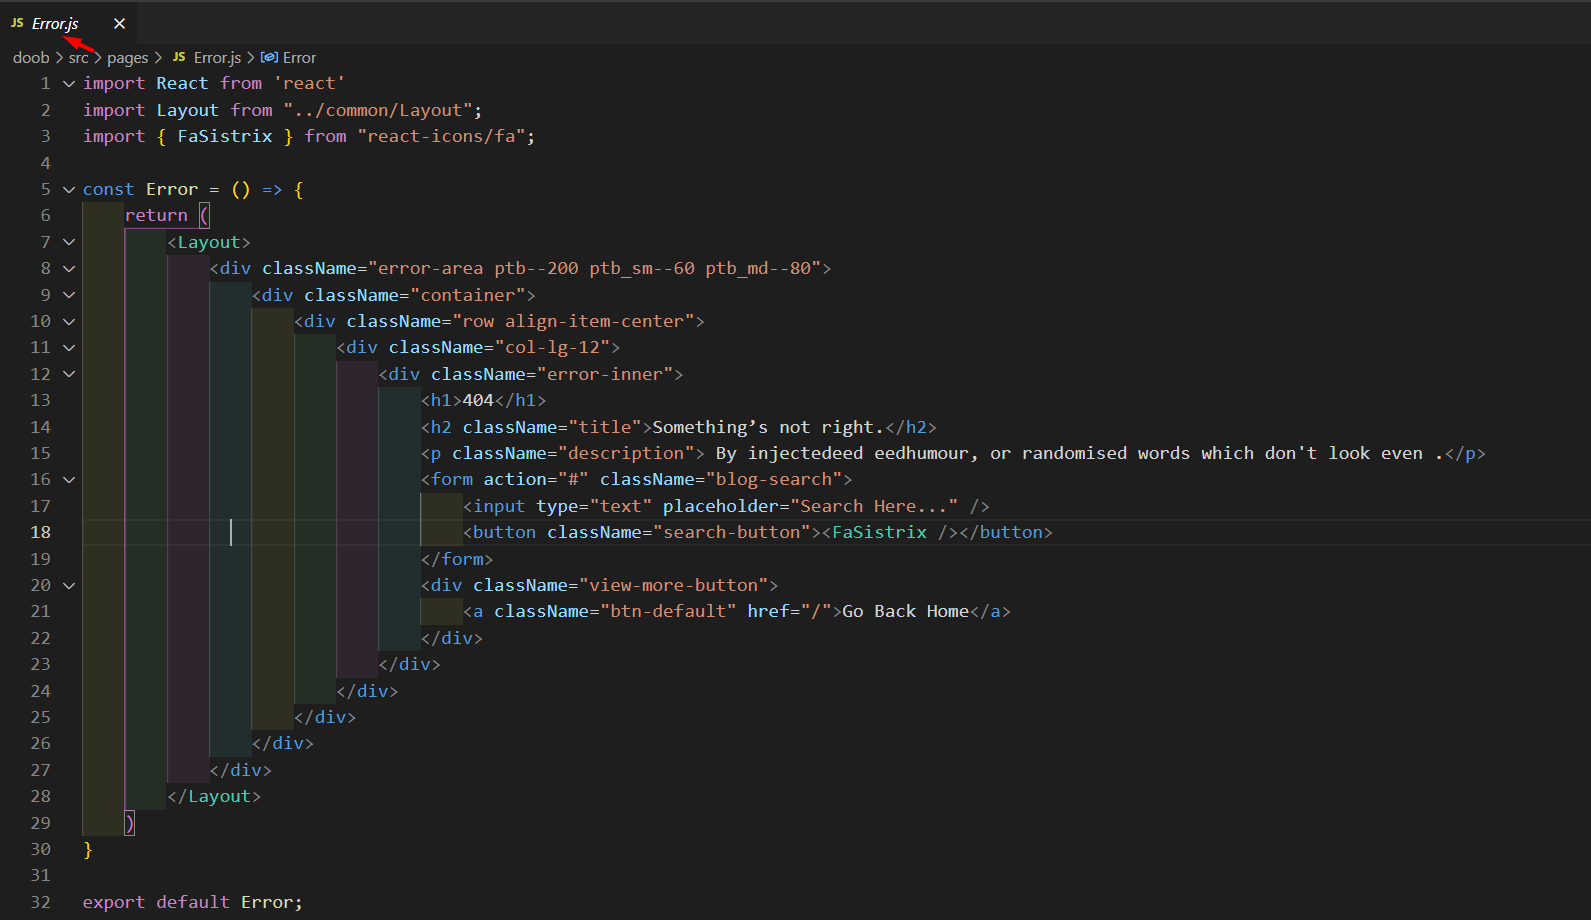 JS Error.js ×
doob > src > pages > JS Error.js > Error
1 import React from 'react'
2 import Layout from "../common/Layout";
3 import { FaSistrix } from "react-icons/fa";
4
5 const Error = () => {
6 return (
7 <Layout>
8 <div className="error-area ptb--200 ptb_sm--60 ptb_md--80">
9 <div className="container">
10 <div className="row align-item-center">
11 <div className="col-lg-12">
12 <div className="error-inner">
13 <h1>404</h1>
14 <h2 className="title">Something’s not right.</h2>
15 <p className="description"> By injectedeed eedhumour, or randomised words which don't look even .</p>
16 <form action="#" className="blog-search">
17 <input type="text" placeholder="Search Here..." />
18 <button className="search-button"><FaSistrix /></button>
19 </form>
20 <div className="view-more-button">
21 <a className="btn-default" href="/">Go Back Home</a>
22 </div>
23 </div>
24 </div>
25 </div>
26 </div>
27 </div>
28 </Layout>
29 )
30 }
31
32 export default Error;